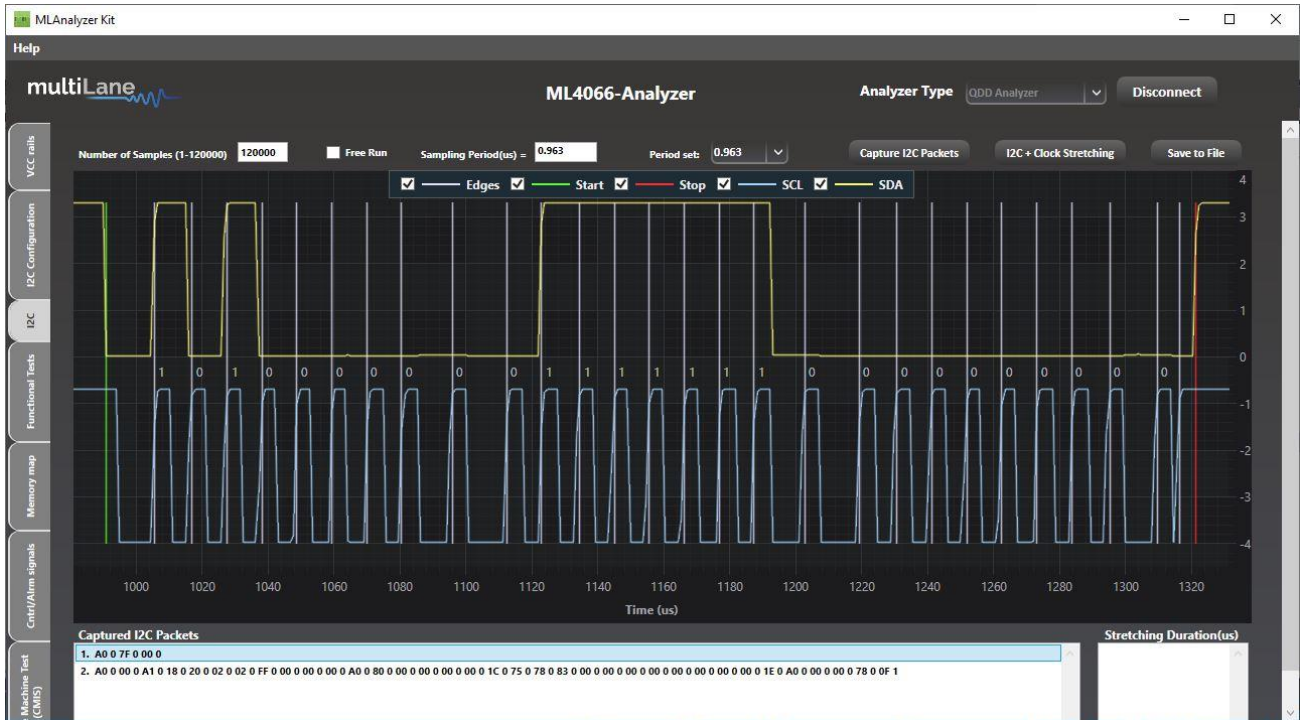 MLAnalyzer Kit
Help
multiLane
ML4066-Analyzer
Analyzer Type
QDD Analyzer
Disconnect
VCC rails
I2C Configuration
I2C
Functional Tests
Memory map
Cntrl/Alrm signals
Machine Test
(CMIS)
Number of Samples (1-120000)
120000
Free Run
Sampling Period(us) =
0.963
Period set:
0.963
Capture I2C Packets
I2C + Clock Stretching
Save to File
Edges Start Stop SCL SDA
4
3
2
1
0
-1
-2
-3
-4
1 0 1 0 0 0 0 0 0 0 1 1 1 1 1 1 1 0 0 0 0 0 0 0 0 0 0
1000 1020 1040 1060 1080 1100 1120 1140 1160 1180 1200 1220 1240 1260 1280 1300 1320
Time (us)
Captured I2C Packets
1. A0 0 7F 0 00 0
2. A0 0 00 0 A1 0 18 0 20 0 02 0 02 0 FF 0 00 0 00 0 00 0 A0 0 80 0 00 0 00 0 00 0 00 0 1C 0 75 0 78 0 83 0 00 0 00 0 00 0 00 0 00 0 00 0 00 0 00 0 00 0 1E 0 A0 0 00 0 00 0 78 0 0F 1
Stretching Duration(us)